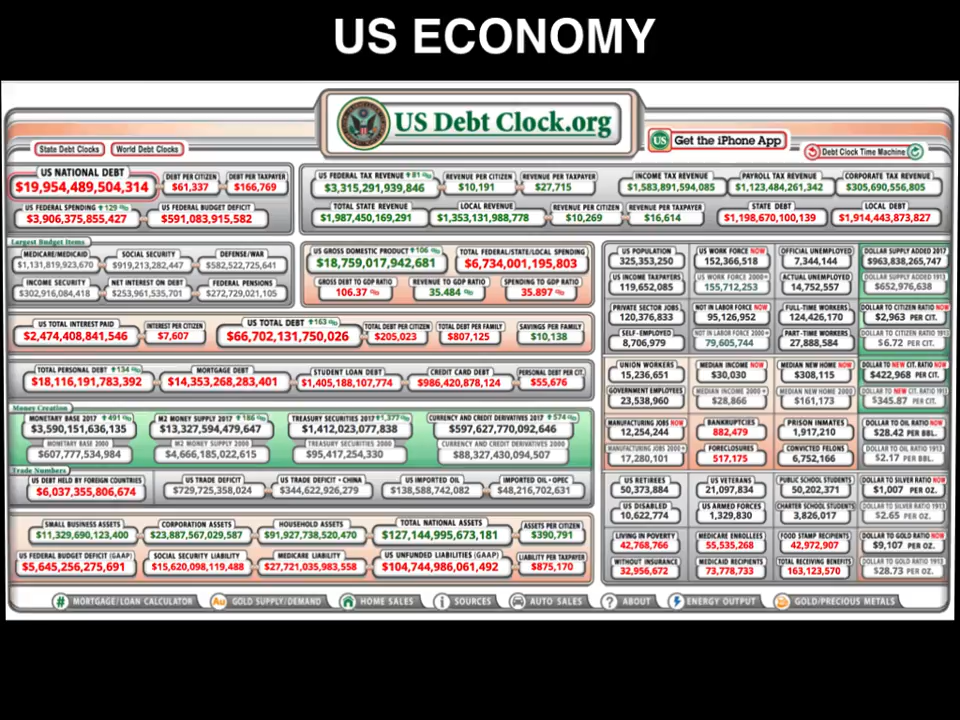 US ECONOMY
US Debt Clock.org
State Debt Clocks World Debt Clocks
US Get the iPhone App
Debt Clock Time Machine
US NATIONAL DEBT DEBT PER CITIZEN DEBT PER TAXPAYER
$19,954,489,504,314 $61,337 $166,769
US FEDERAL SPENDING 129 US FEDERAL BUDGET DEFICIT
$3,906,375,855,427 $591,083,915,582
US FEDERAL TAX REVENUE 81 REVENUE PER CITIZEN REVENUE PER TAXPAYER INCOME TAX REVENUE PAYROLL TAX REVENUE CORPORATE TAX REVENUE
$3,315,291,939,846 $10,191 $27,715 $1,583,891,594,085 $1,123,484,261,342 $305,690,556,805
TOTAL STATE REVENUE LOCAL REVENUE REVENUE PER CITIZEN REVENUE PER TAXPAYER STATE DEBT LOCAL DEBT
$1,987,450,169,291 $1,353,131,988,778 $10,269 $16,614 $1,198,670,100,139 $1,914,443,873,827
Largest Budget Items
MEDICARE/MEDICAID SOCIAL SECURITY DEFENSE/WAR
$1,131,819,923,670 $919,213,282,447 $582,522,725,641
INCOME SECURITY NET INTEREST ON DEBT FEDERAL PENSIONS
$302,916,084,418 $253,961,535,701 $272,729,021,105
US GROSS DOMESTIC PRODUCT 106 TOTAL FEDERAL/STATE/LOCAL SPENDING
$18,759,017,942,681 $6,734,001,195,803
GROSS DEBT TO GDP RATIO REVENUE TO GDP RATIO SPENDING TO GDP RATIO
106.37 % 35.484 % 35.897 %
US TOTAL INTEREST PAID INTEREST PER CITIZEN US TOTAL DEBT 163 TOTAL DEBT PER CITIZEN TOTAL DEBT PER FAMILY SAVINGS PER FAMILY
$2,474,408,841,546 $7,607 $66,702,131,750,026 $205,023 $807,125 $10,138
TOTAL PERSONAL DEBT 134 MORTGAGE DEBT STUDENT LOAN DEBT CREDIT CARD DEBT PERSONAL DEBT PER CIT.
$18,116,191,783,392 $14,353,268,283,401 $1,405,188,107,774 $986,420,878,124 $55,676
Money Creation
MONETARY BASE 2017 491 M2 MONEY SUPPLY 2017 186 TREASURY SECURITIES 2017 1,377 CURRENCY AND CREDIT DERIVATIVES 2017 574
$3,590,151,636,135 $13,327,594,479,647 $1,412,023,077,838 $597,627,770,092,646
MONETARY BASE 2000 M2 MONEY SUPPLY 2000 TREASURY SECURITIES 2000 CURRENCY AND CREDIT DERIVATIVES 2000
$607,777,534,984 $4,666,185,022,615 $95,417,254,330 $88,327,430,094,507
Trade Numbers
US DEBT HELD BY FOREIGN COUNTRIES US TRADE DEFICIT US TRADE DEFICIT - CHINA US IMPORTED OIL IMPORTED OIL - OPEC
$6,037,355,806,674 $729,725,358,024 $344,622,926,279 $138,588,742,082 $48,216,702,631
SMALL BUSINESS ASSETS CORPORATION ASSETS HOUSEHOLD ASSETS TOTAL NATIONAL ASSETS ASSETS PER CITIZEN
$11,329,690,123,400 $23,887,567,029,587 $91,927,738,520,470 $127,144,995,673,181 $390,791
US FEDERAL BUDGET DEFICIT (GAAP) SOCIAL SECURITY LIABILITY MEDICARE LIABILITY US UNFUNDED LIABILITIES (GAAP) LIABILITY PER TAXPAYER
$5,645,256,275,691 $15,620,098,119,488 $27,721,035,983,558 $104,744,986,061,492 $875,170
US POPULATION US WORK FORCE NOW OFFICIAL UNEMPLOYED DOLLAR SUPPLY ADDED 2017
325,353,250 152,366,518 7,344,144 $963,838,265,747
US INCOME TAXPAYERS US WORK FORCE 2000 ACTUAL UNEMPLOYED DOLLAR SUPPLY ADDED 1913
119,652,085 155,712,253 14,752,557 $652,976,638
PRIVATE SECTOR JOBS NOT IN LABOR FORCE NOW FULL-TIME WORKERS DOLLAR TO CITIZEN RATIO NOW
120,376,833 95,126,952 124,426,170 $2,963 PER CIT.
SELF-EMPLOYED NOT IN LABOR FORCE 2000 PART-TIME WORKERS DOLLAR TO CITIZEN RATIO 1913
8,706,979 79,605,744 27,888,584 $6.72 PER CIT.
UNION WORKERS MEDIAN INCOME NOW MEDIAN NEW HOME NOW DOLLAR TO NEW CIT. RATIO NOW
15,236,651 $30,030 $308,115 $422,968 PER CIT.
GOVERNMENT EMPLOYEES MEDIAN INCOME 2000 MEDIAN NEW HOME 2000 DOLLAR TO NEW CIT. RATIO 1913
23,538,960 $28,866 $161,173 $345.87 PER CIT.
MANUFACTURING JOBS NOW BANKRUPTCIES PRISON INMATES DOLLAR TO OIL RATIO NOW
12,254,244 882,479 1,917,210 $28.42 PER BBL.
MANUFACTURING JOBS 2000 FORECLOSURES CONVICTED FELONS DOLLAR TO OIL RATIO 1913
17,280,101 517,175 6,752,166 $2.17 PER BBL.
US RETIREES US VETERANS PUBLIC SCHOOL STUDENTS DOLLAR TO SILVER RATIO NOW
50,373,884 21,097,834 50,202,371 $1,007 PER OZ.
US DISABLED US ARMED FORCES CHARTER SCHOOL STUDENTS DOLLAR TO SILVER RATIO 1913
10,622,774 1,329,830 3,826,017 $2.65 PER OZ.
LIVING IN POVERTY MEDICARE ENROLLEES FOOD STAMP RECIPIENTS DOLLAR TO GOLD RATIO NOW
42,768,766 55,535,268 42,972,907 $9,107 PER OZ.
WITHOUT INSURANCE MEDICAID RECIPIENTS TOTAL RECEIVING BENEFITS DOLLAR TO GOLD RATIO 1913
32,956,672 73,778,733 163,123,570 $28.73 PER OZ.
# MORTGAGE/LOAN CALCULATOR Au GOLD SUPPLY/DEMAND HOME SALES i SOURCES AUTO SALES ? ABOUT ENERGY OUTPUT GOLD/PRECIOUS METALS